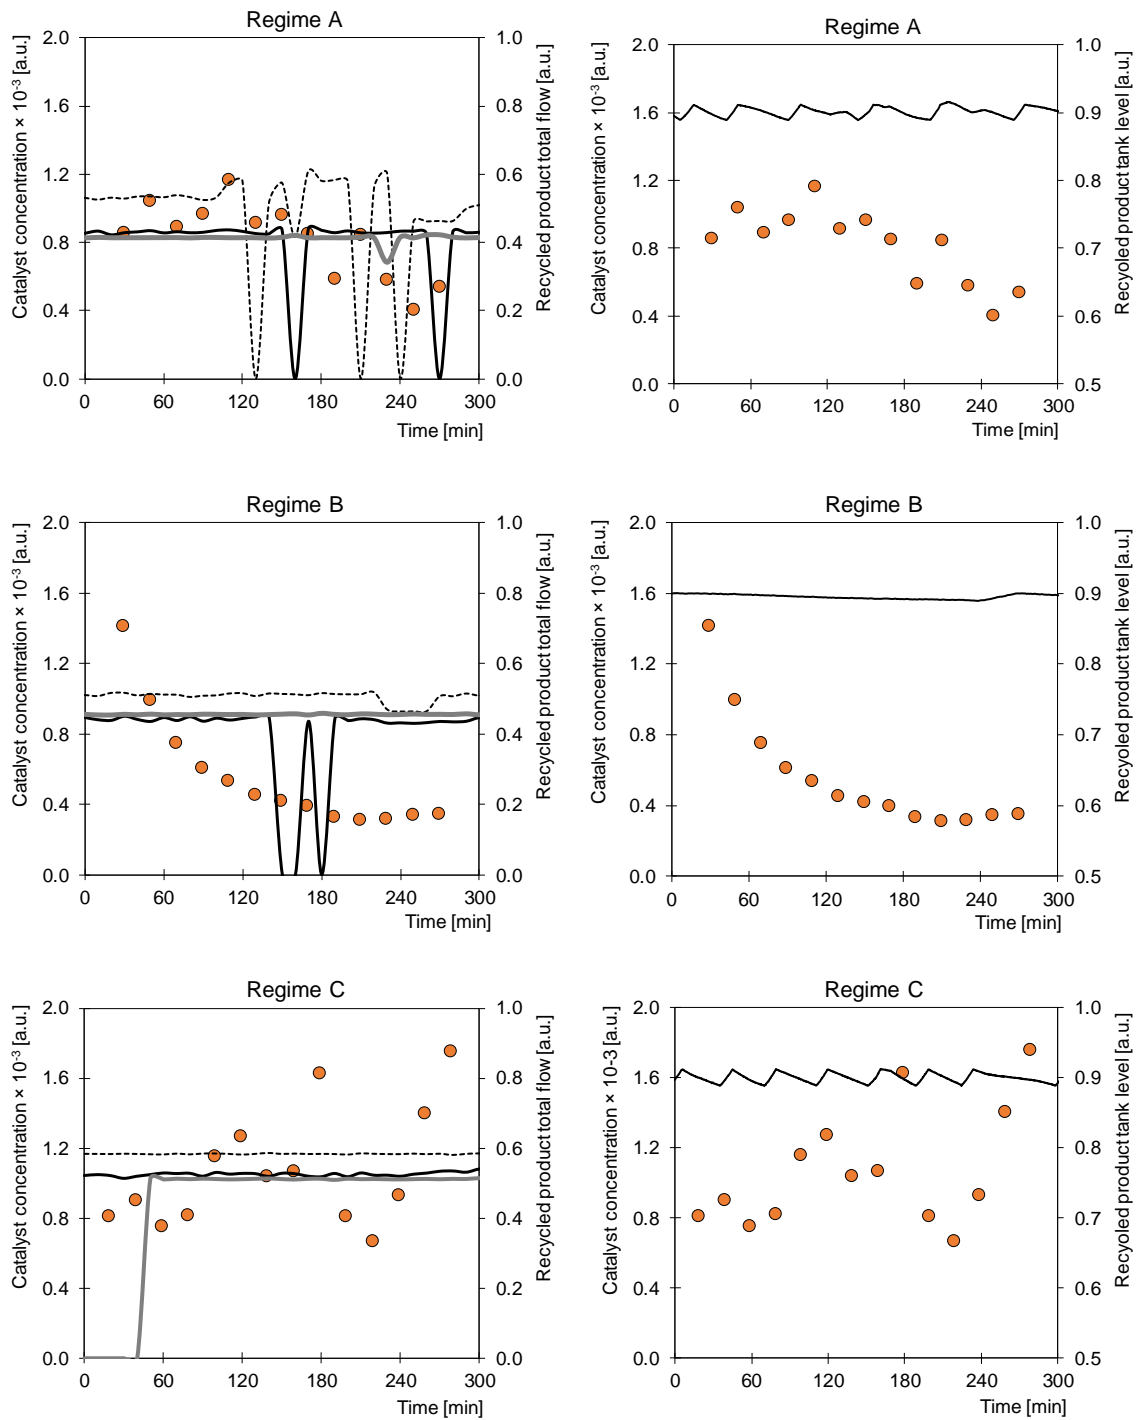 Regime A
Catalyst concentration × 10⁻³ [a.u.]
2.0
1.6
1.2
0.8
0.4
0.0
1.0
0.8
0.6
0.4
0.2
0.0
Recycled product total flow [a.u.]
0 60 120 180 240 300
Time [min]
Regime A
Catalyst concentration × 10⁻³ [a.u.]
2.0
1.6
1.2
0.8
0.4
0.0
1.0
0.9
0.8
0.7
0.6
0.5
Recycled product tank level [a.u.]
0 60 120 180 240 300
Time [min]
Regime B
Catalyst concentration × 10⁻³ [a.u.]
2.0
1.6
1.2
0.8
0.4
0.0
1.0
0.8
0.6
0.4
0.2
0.0
Recycled product total flow [a.u.]
0 60 120 180 240 300
Time [min]
Regime B
Catalyst concentration × 10⁻³ [a.u.]
2.0
1.6
1.2
0.8
0.4
0.0
1.0
0.9
0.8
0.7
0.6
0.5
Recycled product tank level [a.u.]
0 60 120 180 240 300
Time [min]
Regime C
Catalyst concentration × 10⁻³ [a.u.]
2.0
1.6
1.2
0.8
0.4
0.0
1.0
0.8
0.6
0.4
0.2
0.0
Recycled product total flow [a.u.]
0 60 120 180 240 300
Time [min]
Regime C
Catalyst concentration × 10-3 [a.u.]
2.0
1.6
1.2
0.8
0.4
0.0
1.0
0.9
0.8
0.7
0.6
0.5
Recycled product tank level [a.u.]
0 60 120 180 240 300
Time [min]